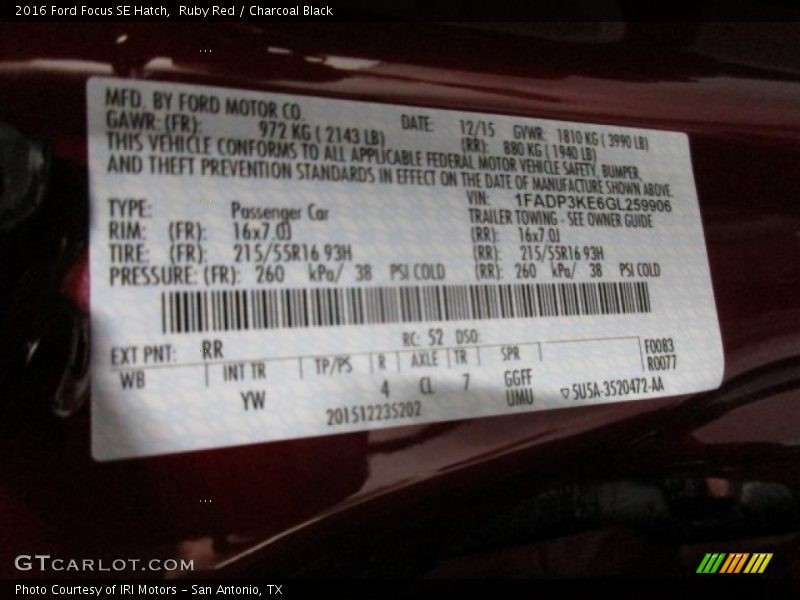 2016 Ford Focus SE Hatch,  Ruby Red / Charcoal Black
MFD. BY FORD MOTOR CO.
DATE: 12/15 GVWR: 1810 KG ( 3990 LB)
GAWR: (FR): 972 KG ( 2143 LB) (RR): 880 KG ( 1940 LB)
THIS VEHICLE CONFORMS TO ALL APPLICABLE FEDERAL MOTOR VEHICLE SAFETY, BUMPER,
AND THEFT PREVENTION STANDARDS IN EFFECT ON THE DATE OF MANUFACTURE SHOWN ABOVE.
VIN: 1FADP3KE6GL259906
TYPE: Passenger Car TRAILER TOWING - SEE OWNER GUIDE
RIM: (FR): 16x7.0J (RR): 16x7.0J
TIRE: (FR): 215/55R16 93H (RR): 215/55R16 93H
PRESSURE: (FR): 260 kPa/ 38 PSI COLD (RR): 260 kPa/ 38 PSI COLD
EXT PNT: RR RC: 52 DSO:
WB INT TR TP/PS R AXLE TR SPR F0083
R0077
YW 4 CL 7 GGFF
UMU
201512235202 ▽ 5U5A-3520472-AA
GTCARLOT.COM
Photo Courtesy of IRI Motors - San Antonio, TX